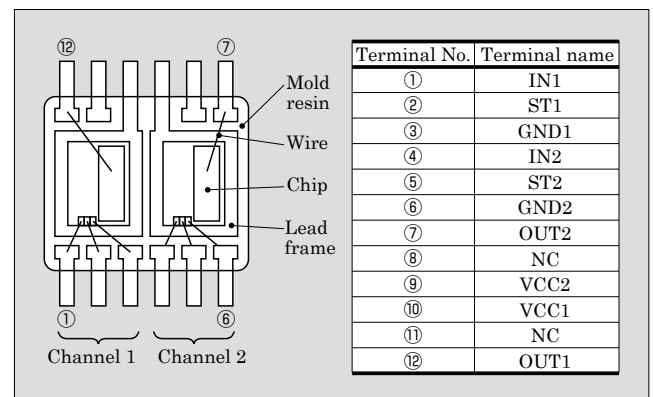 ⑫ ⑦
Mold
resin
Wire
Chip
Lead
frame
① ⑥
Channel 1 Channel 2
Terminal No. Terminal name
① IN1
② ST1
③ GND1
④ IN2
⑤ ST2
⑥ GND2
⑦ OUT2
⑧ NC
⑨ VCC2
⑩ VCC1
⑪ NC
⑫ OUT1